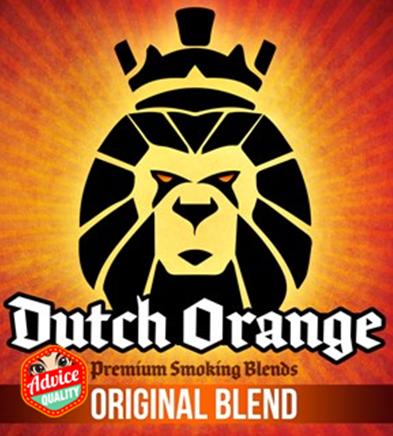 Dutch Orange
Premium Smoking Blends
Advice
QUALITY
ORIGINAL BLEND